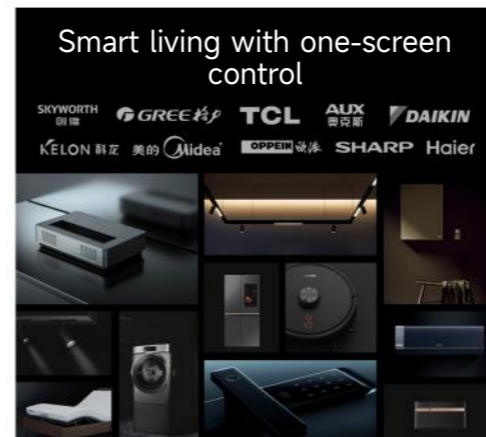 Smart living with one-screen
control
SKYWORTH 创维 GREE 格力 TCL AUX 奥克斯 DAIKIN
KELON 科龙 美的 Midea OPPEIN 欧派 SHARP Haier